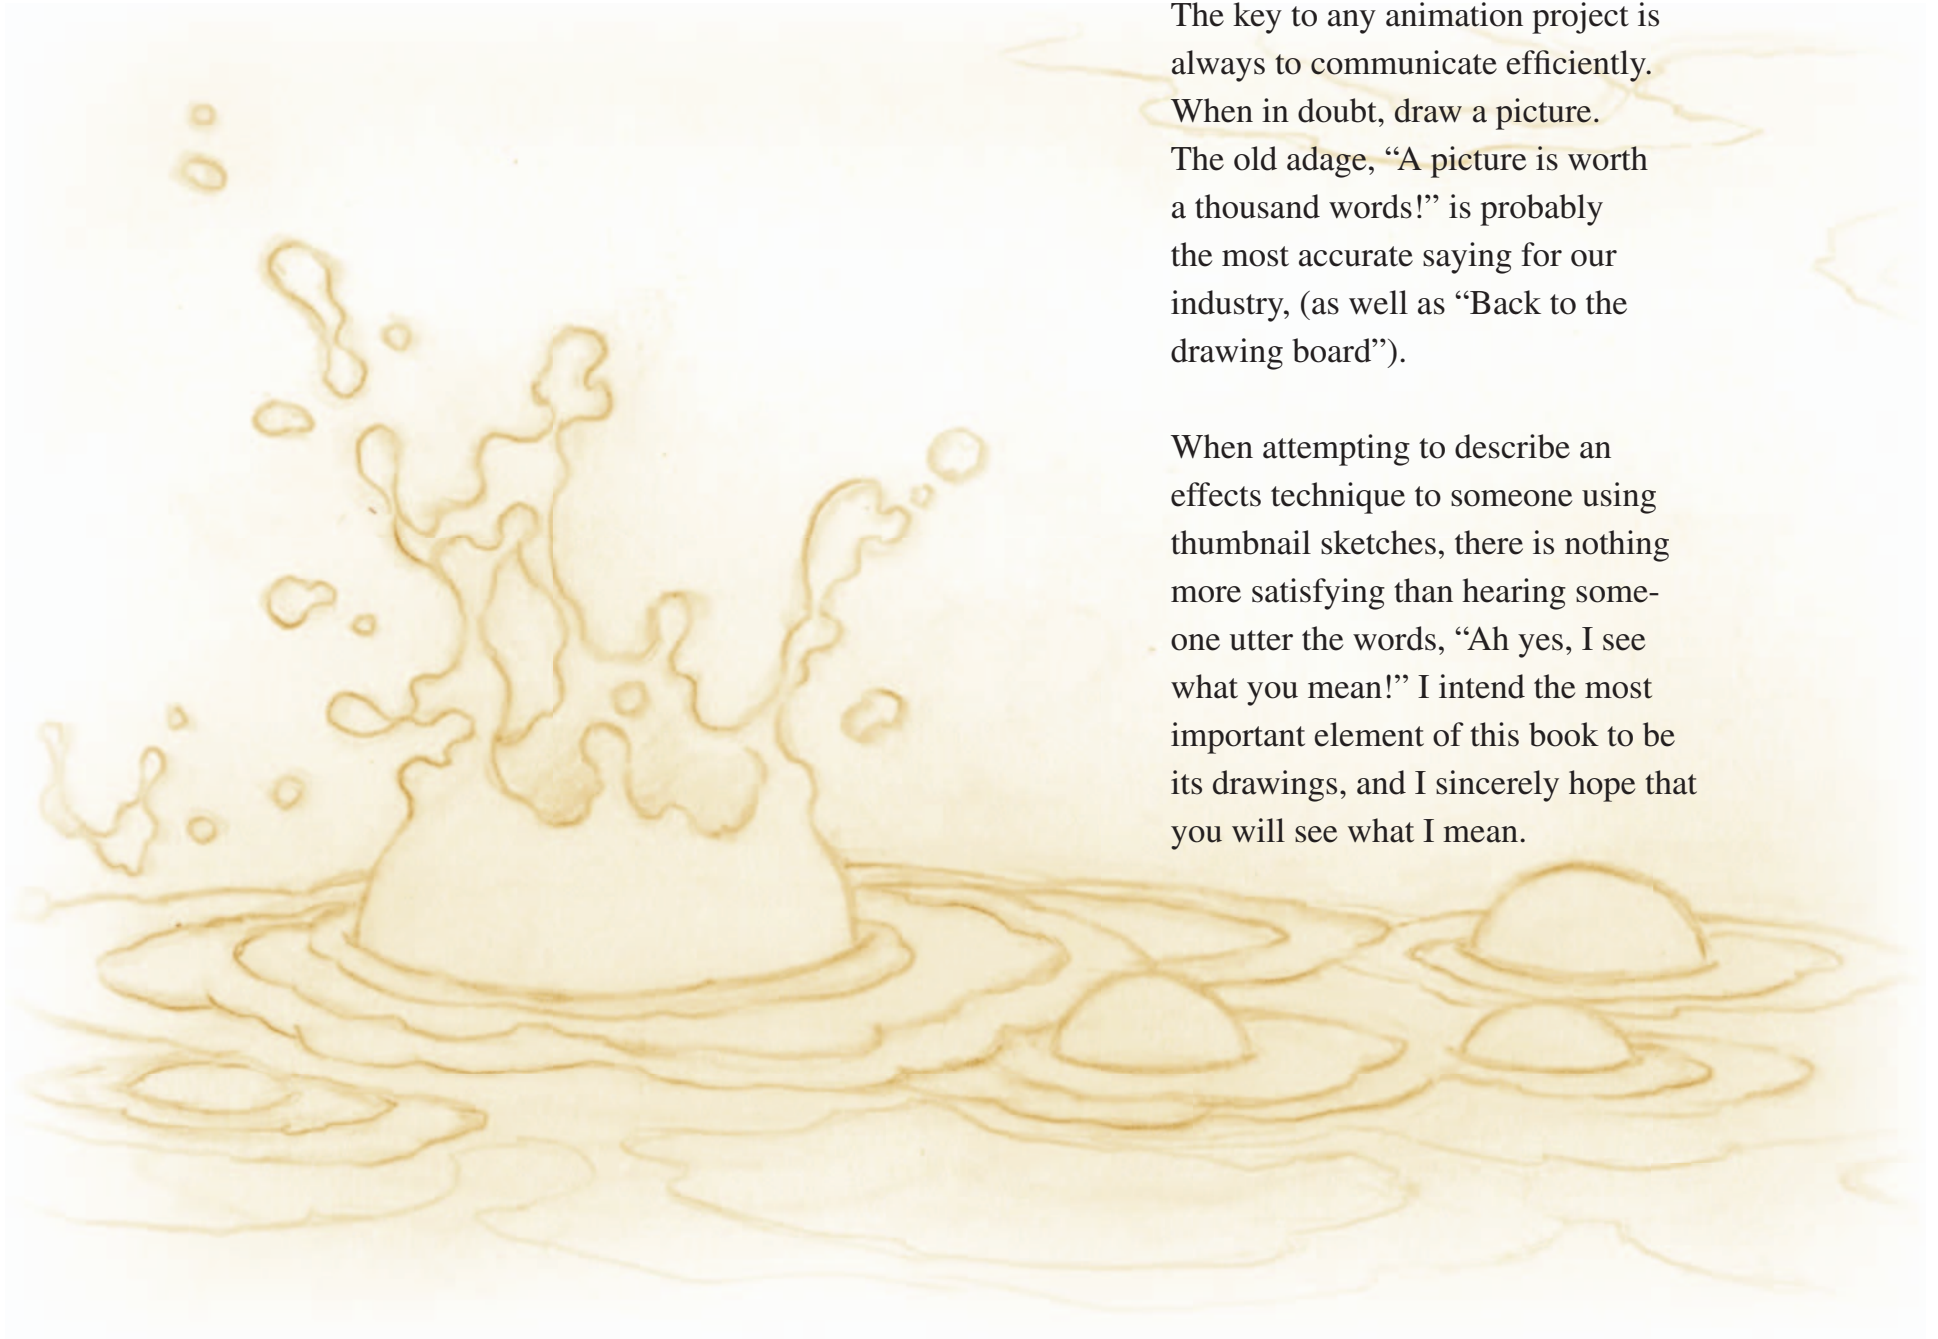 The key to any animation project is
always to communicate efficiently.
When in doubt, draw a picture.
The old adage, “A picture is worth
a thousand words!” is probably
the most accurate saying for our
industry, (as well as “Back to the
drawing board”).
When attempting to describe an
effects technique to someone using
thumbnail sketches, there is nothing
more satisfying than hearing some-
one utter the words, “Ah yes, I see
what you mean!” I intend the most
important element of this book to be
its drawings, and I sincerely hope that
you will see what I mean.